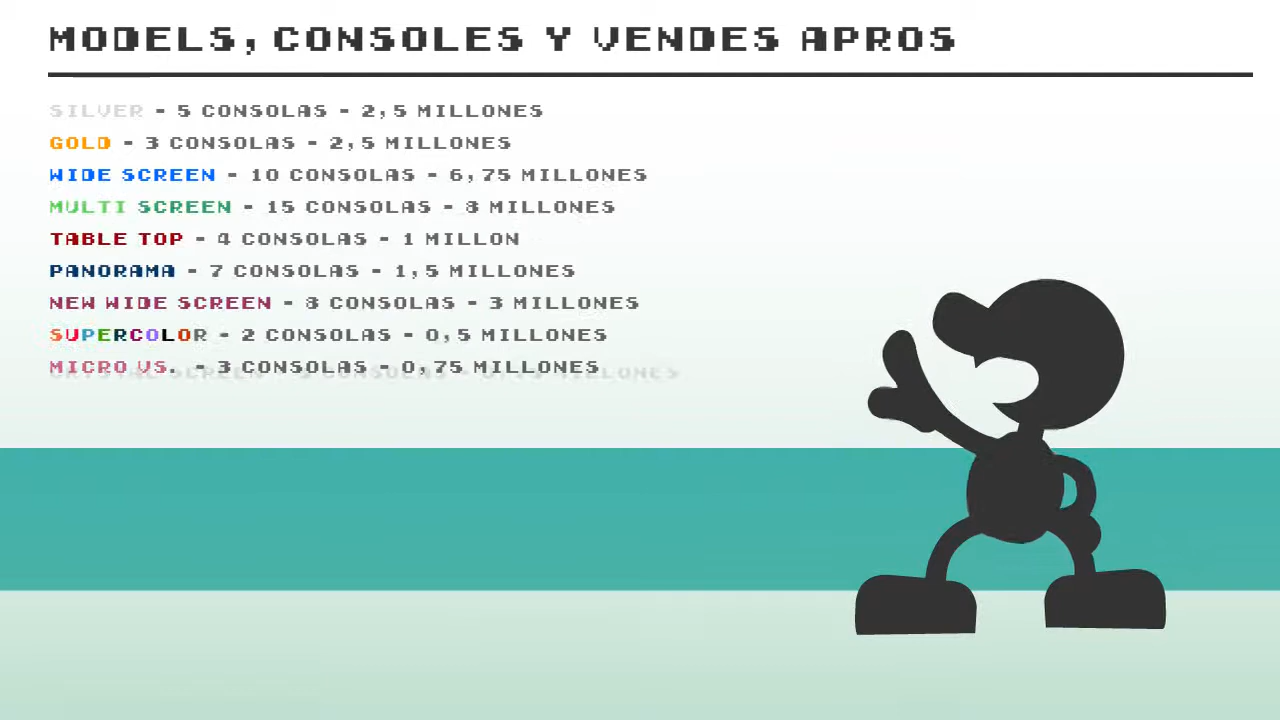 MODELS, CONSOLES Y VENDES APROS
SILVER - 5 CONSOLAS - 2,5 MILLONES
GOLD - 3 CONSOLAS - 2,5 MILLONES
WIDE SCREEN - 10 CONSOLAS - 6,75 MILLONES
MULTI SCREEN - 15 CONSOLAS - 8 MILLONES
TABLE TOP - 4 CONSOLAS - 1 MILLON
PANORAMA - 7 CONSOLAS - 1,5 MILLONES
NEW WIDE SCREEN - 8 CONSOLAS - 3 MILLONES
SUPERCOLOR - 2 CONSOLAS - 0,5 MILLONES
MICRO VS. - 3 CONSOLAS - 0,75 MILLONES